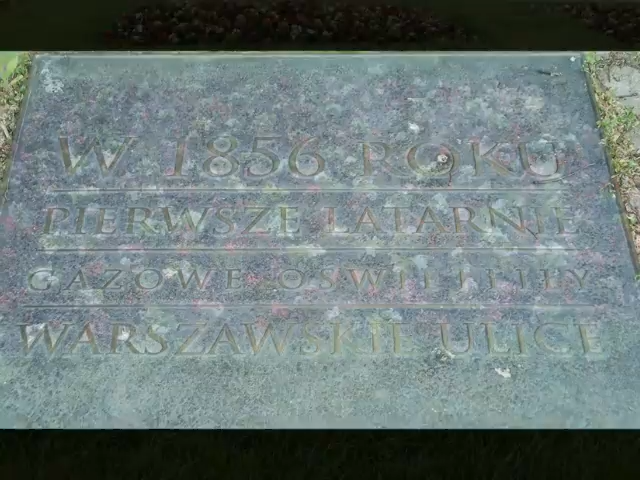 W 1856 ROKU
PIERWSZE LATARNIE
GAZOWE OŚWIETLIŁY
WARSZAWSKIE ULICE